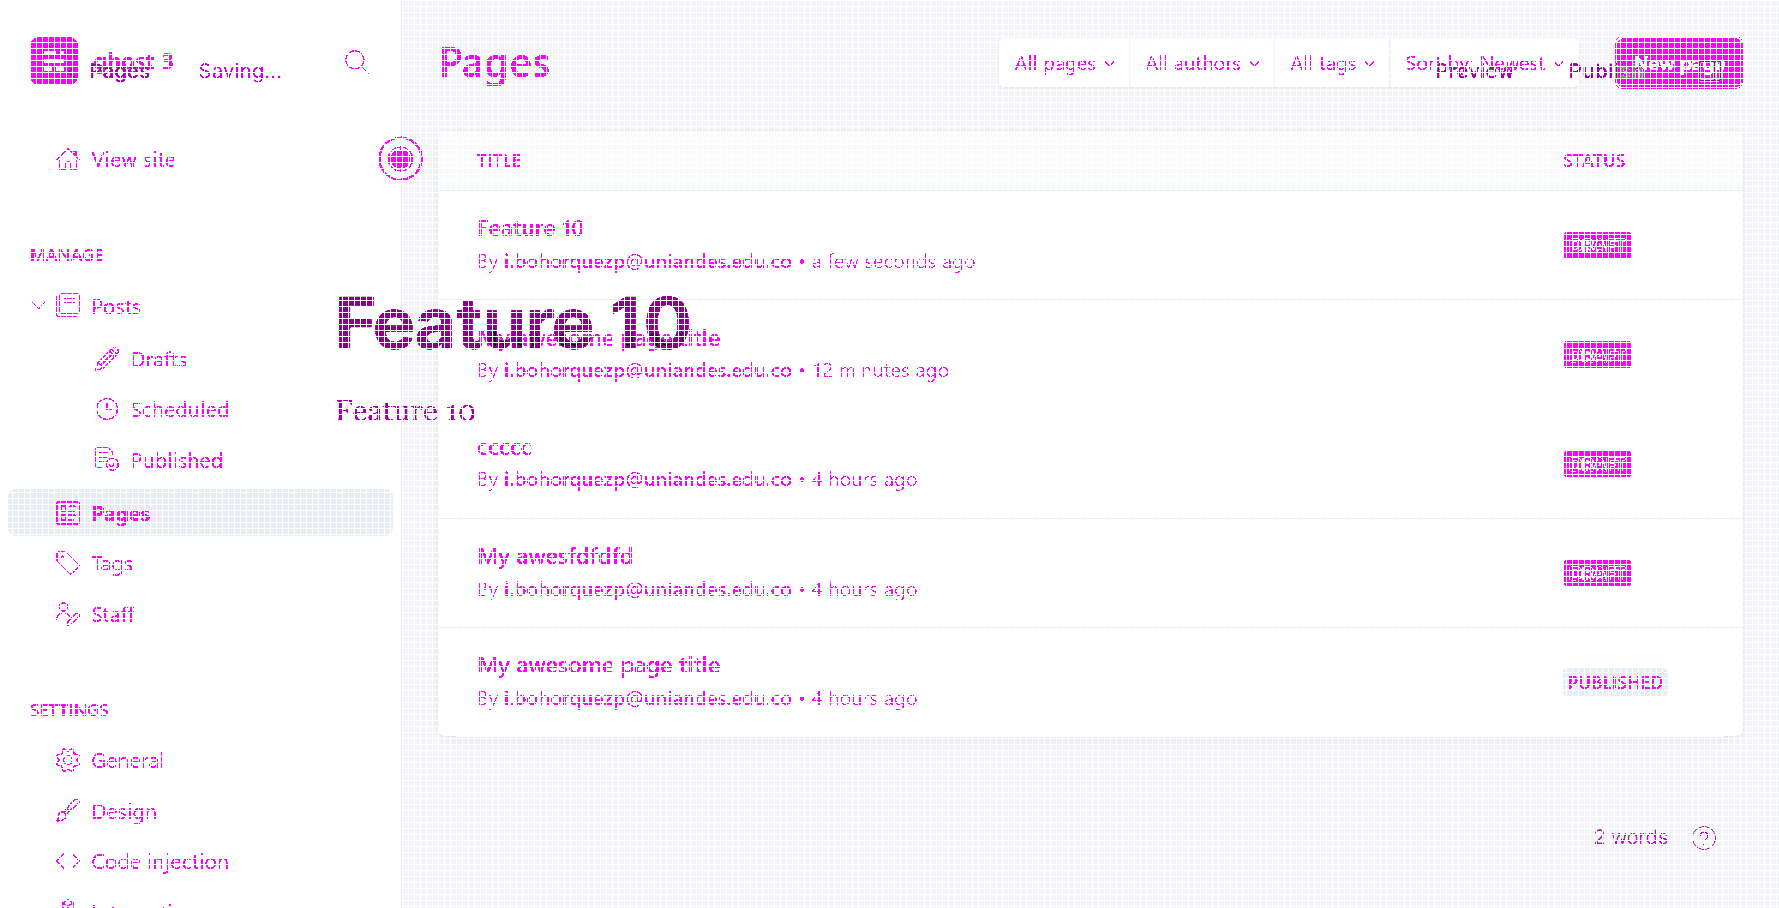 ghost 3
Pages
Saving...
Pages
All pages
All authors
All tags
Sort by: Newest
Preview
New page
View site
TITLE
STATUS
MANAGE
Feature 10
DRAFT
By i.bohorquezp@uniandes.edu.co • a few seconds ago
Posts
Feature 10
My awesome page title
DRAFT
Drafts
By i.bohorquezp@uniandes.edu.co • 12 minutes ago
Scheduled
Feature 10
ccccc
Published
DRAFT
By i.bohorquezp@uniandes.edu.co • 4 hours ago
Pages
Tags
My awesfdfdfd
DRAFT
By i.bohorquezp@uniandes.edu.co • 4 hours ago
Staff
My awesome page title
PUBLISHED
By i.bohorquezp@uniandes.edu.co • 4 hours ago
SETTINGS
General
Design
2 words
Code injection